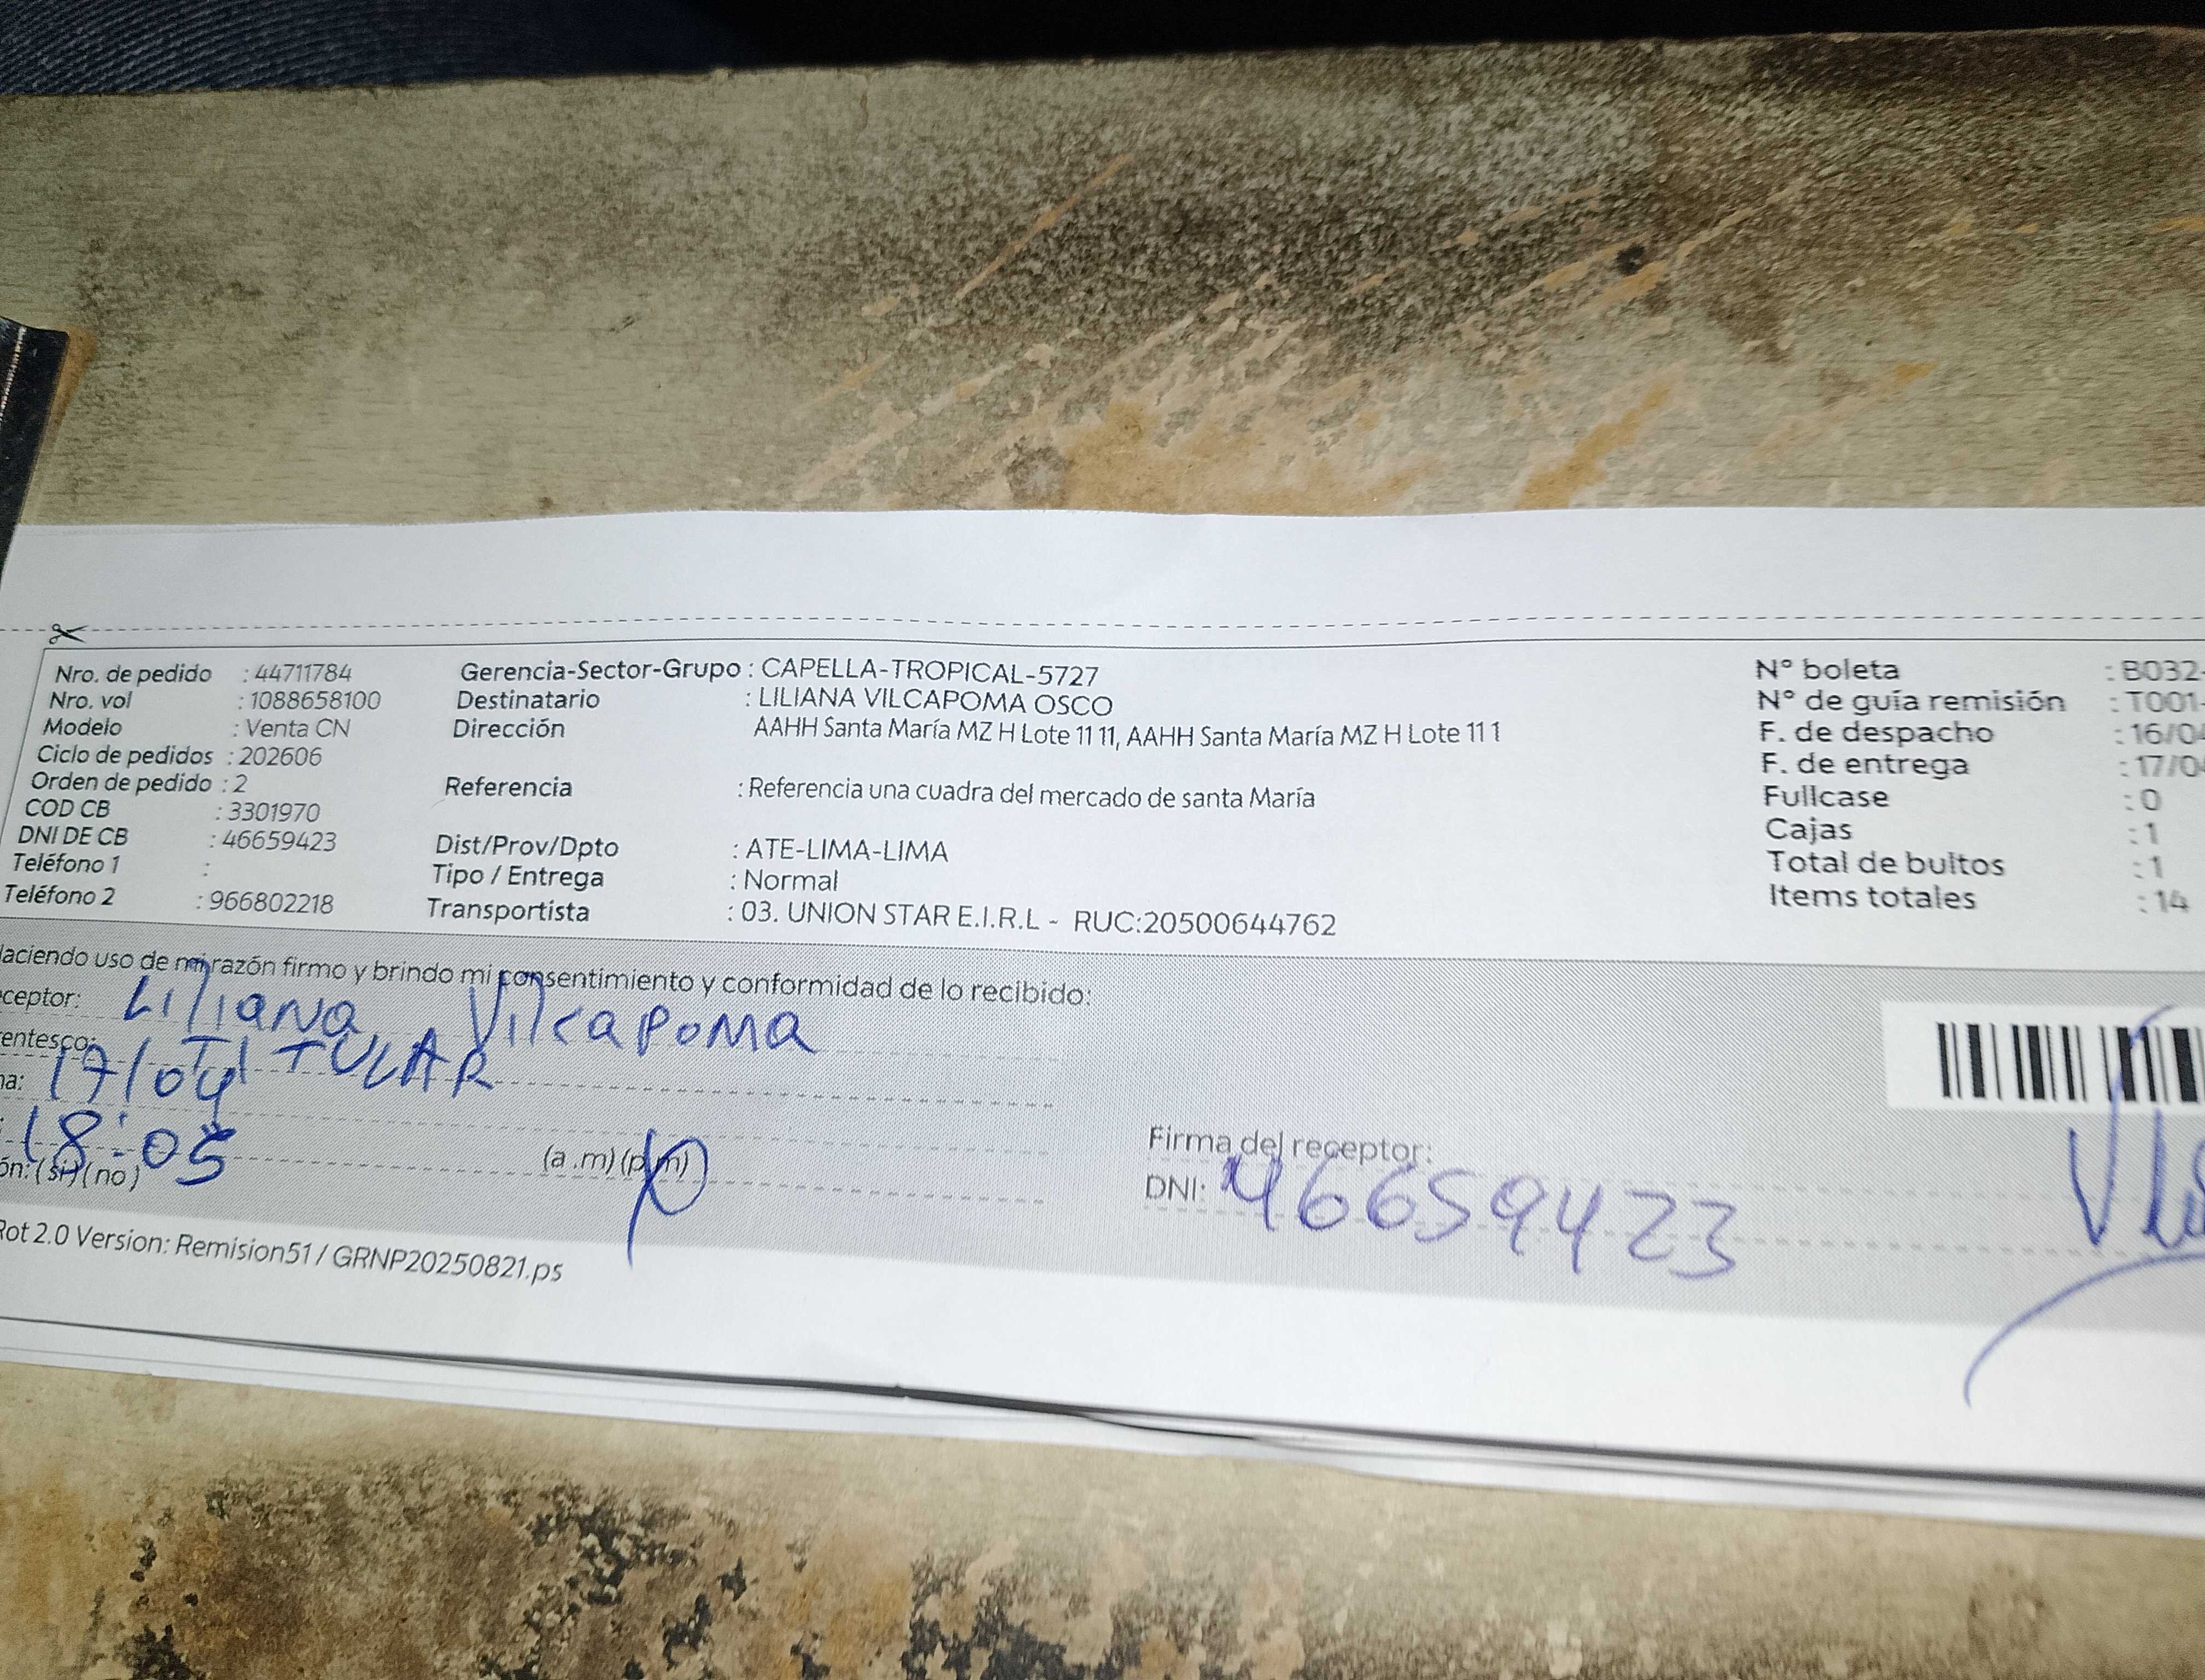 Nro. de pedido : 44711784
Nro. vol : 1088658100
Modelo : Venta CN
Ciclo de pedidos : 202606
Orden de pedido : 2
COD CB : 3301970
DNI DE CB : 46659423
Teléfono 1 :
Teléfono 2 : 966802218
Gerencia-Sector-Grupo : CAPELLA-TROPICAL-5727
Destinatario : LILIANA VILCAPOMA OSCO
Dirección AAHH Santa María MZ H Lote 11 11, AAHH Santa María MZ H Lote 11 1
Referencia : Referencia una cuadra del mercado de santa María
Dist/Prov/Dpto : ATE-LIMA-LIMA
Tipo / Entrega : Normal
Transportista : 03. UNION STAR E.I.R.L - RUC:20500644762
N° boleta : B032-
N° de guía remisión : T001-
F. de despacho : 16/04
F. de entrega : 17/0
Fullcase : 0
Cajas : 1
Total de bultos : 1
Items totales : 14
Haciendo uso de mi razón firmo y brindo mi consentimiento y conformidad de lo recibido:
ceptor: Liliana Vilcapoma
entesco: TITULAR
ha: 17/04
: 18:05 (a.m) (p.m)
ón: (si) (no)
Firma del receptor:
DNI: 46659423
Rot 2.0 Version: Remision51 / GRNP20250821.ps